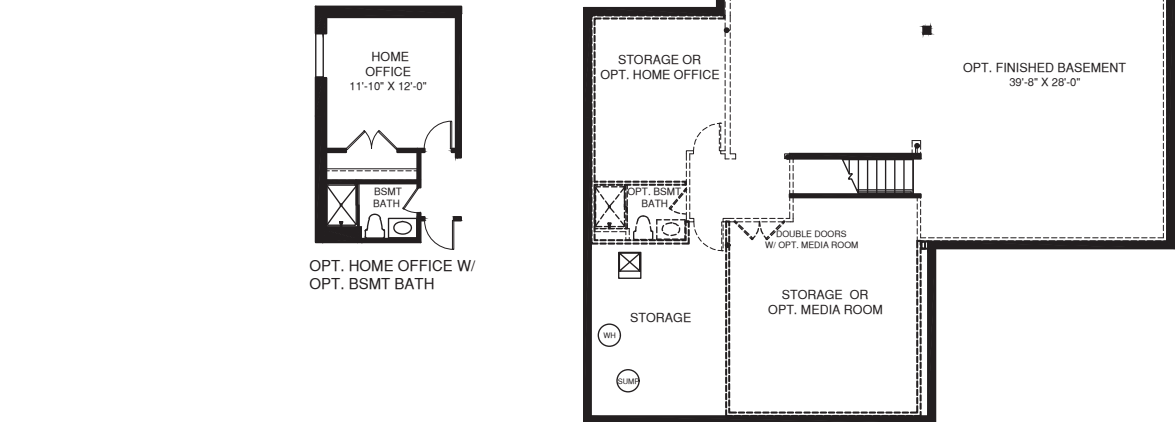 HOME
OFFICE
11'-10" X 12'-0"
BSMT
BATH
OPT. HOME OFFICE W/
OPT. BSMT BATH
STORAGE OR
OPT. HOME OFFICE
OPT. FINISHED BASEMENT
39'-8" X 28'-0"
OPT. BSMT
BATH
DOUBLE DOORS
W/ OPT. MEDIA ROOM
STORAGE OR
OPT. MEDIA ROOM
STORAGE
WH
SUMP